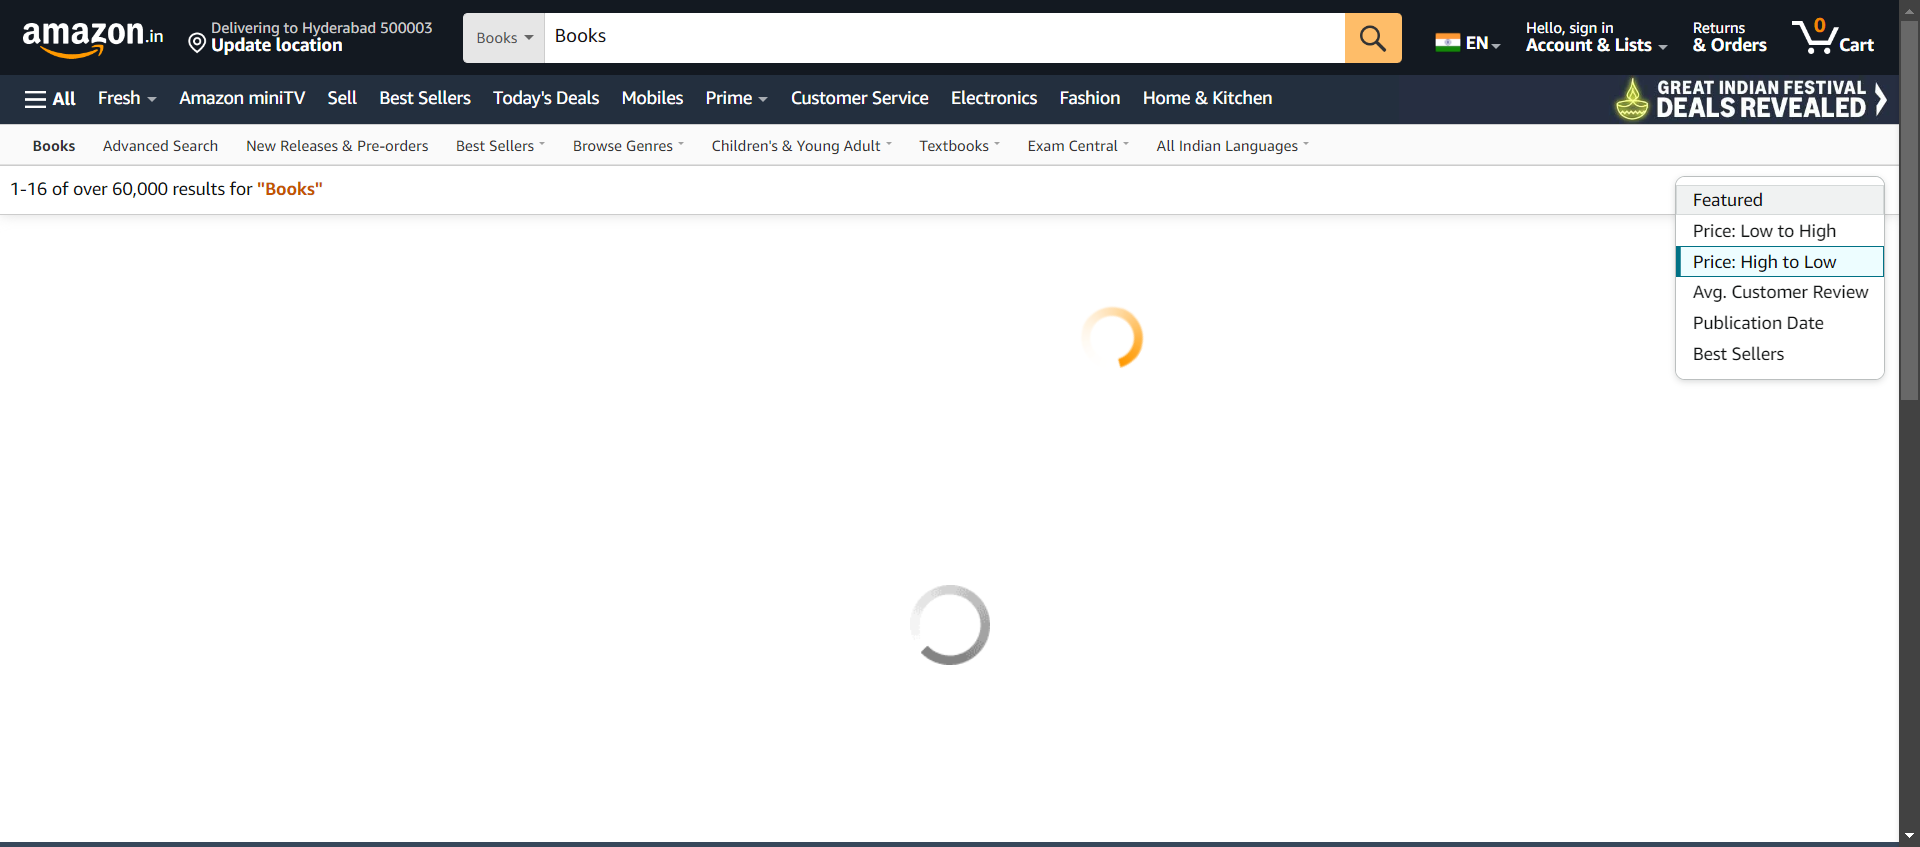 amazon.in
Delivering to Hyderabad 500003
Update location
Books
Books
EN
Hello, sign in
Account & Lists
Returns
& Orders
0
Cart
All
Fresh
Amazon miniTV
Sell
Best Sellers
Today's Deals
Mobiles
Prime
Customer Service
Electronics
Fashion
Home & Kitchen
GREAT INDIAN FESTIVAL
DEALS REVEALED
Books
Advanced Search
New Releases & Pre-orders
Best Sellers
Browse Genres
Children's & Young Adult
Textbooks
Exam Central
All Indian Languages
1-16 of over 60,000 results for "Books"
Featured
Price: Low to High
Price: High to Low
Avg. Customer Review
Publication Date
Best Sellers